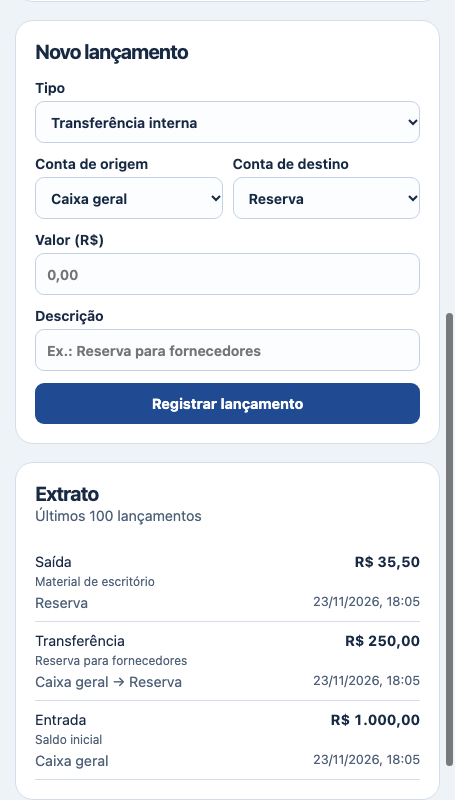 Novo lançamento
Tipo
Transferência interna
Conta de origem Conta de destino
Caixa geral Reserva
Valor (R$)
0,00
Descrição
Ex.: Reserva para fornecedores
Registrar lançamento
Extrato
Últimos 100 lançamentos
Saída R$ 35,50
Material de escritório
Reserva 23/11/2026, 18:05
Transferência R$ 250,00
Reserva para fornecedores
Caixa geral → Reserva 23/11/2026, 18:05
Entrada R$ 1.000,00
Saldo inicial
Caixa geral 23/11/2026, 18:05